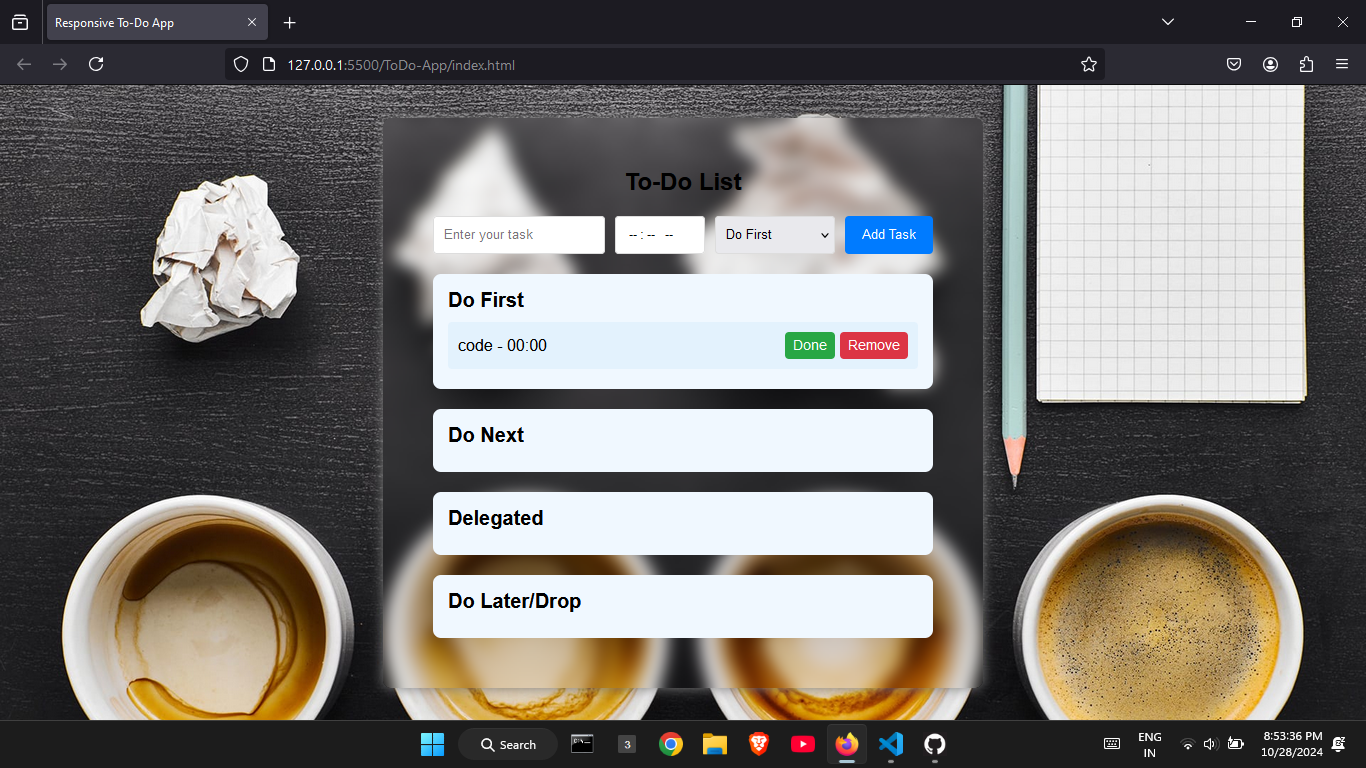 Responsive To-Do App
127.0.0.1:5500/ToDo-App/index.html
To-Do List
Enter your task
-- : -- --
Do First
Add Task
Do First
code - 00:00
Done
Remove
Do Next
Delegated
Do Later/Drop
Search
3
ENG
IN
8:53:36 PM
10/28/2024